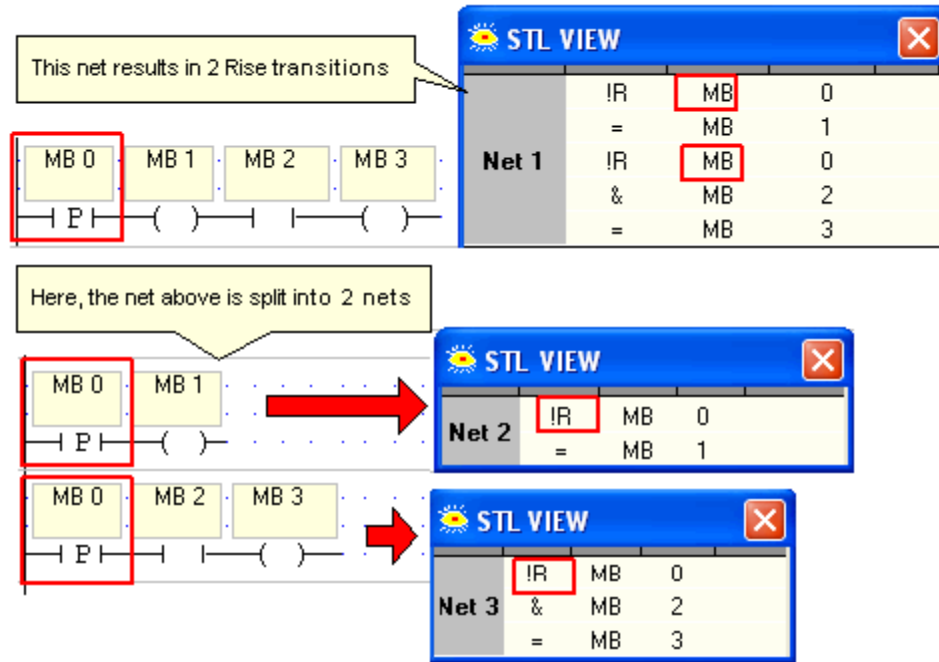 This net results in 2 Rise transitions
MB 0 MB 1 MB 2 MB 3
P ( ) ( )
STL VIEW
Net 1
!R MB 0
= MB 1
!R MB 0
& MB 2
= MB 3
Here, the net above is split into 2 nets
MB 0 MB 1
P ( )
STL VIEW
Net 2
!R MB 0
= MB 1
MB 0 MB 2 MB 3
P ( )
STL VIEW
Net 3
!R MB 0
& MB 2
= MB 3